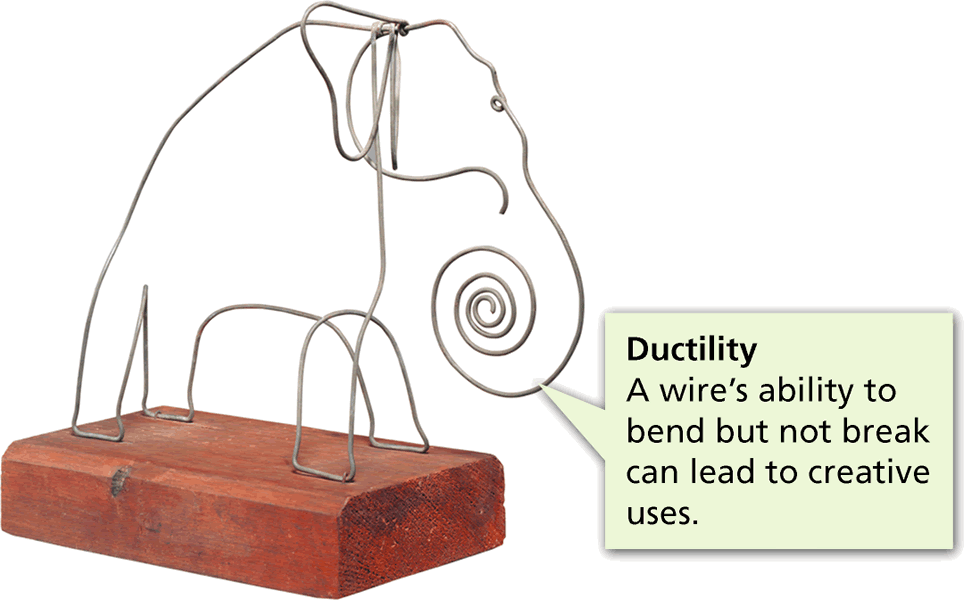 Ductility
A wire’s ability to
bend but not break
can lead to creative
uses.